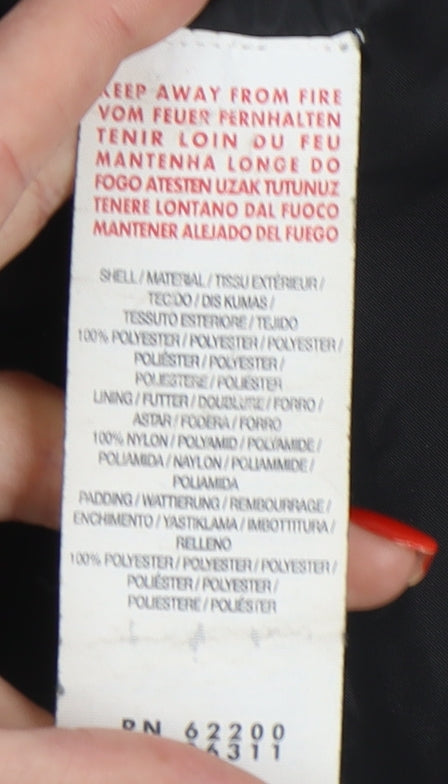 KEEP AWAY FROM FIRE
VOM FEUER FERNHALTEN
TENIR LOIN DU FEU
MANTENHA LONGE DO
FOGO ATESTEN UZAK TUTUNUZ
TENERE LONTANO DAL FUOCO
MANTENER ALEJADO DEL FUEGO
SHELL / MATERIAL / TISSU EXTÉRIEUR /
TECIDO / DIS KUMAS /
TESSUTO ESTERIORE / TEJIDO
100% POLYESTER / POLYESTER / POLYESTER /
POLIÉSTER / POLYESTER /
POLIESTERE / POLIÉSTER
LINING / FUTTER / DOUBLURE / FORRO /
ASTAR / FODERA / FORRO
100% NYLON / POLYAMID / POLYAMIDE /
POLIAMIDA / NAYLON / POLIAMMIDE /
POLIAMIDA
PADDING / WATTIERUNG / REMBOURRAGE /
ENCHIMENTO / YASTIKLAMA / IMBOTTITURA /
RELLENO
100% POLYESTER / POLYESTER / POLYESTER /
POLIÉSTER / POLYESTER /
POLIESTERE / POLIÉSTER
RN 62200
6311